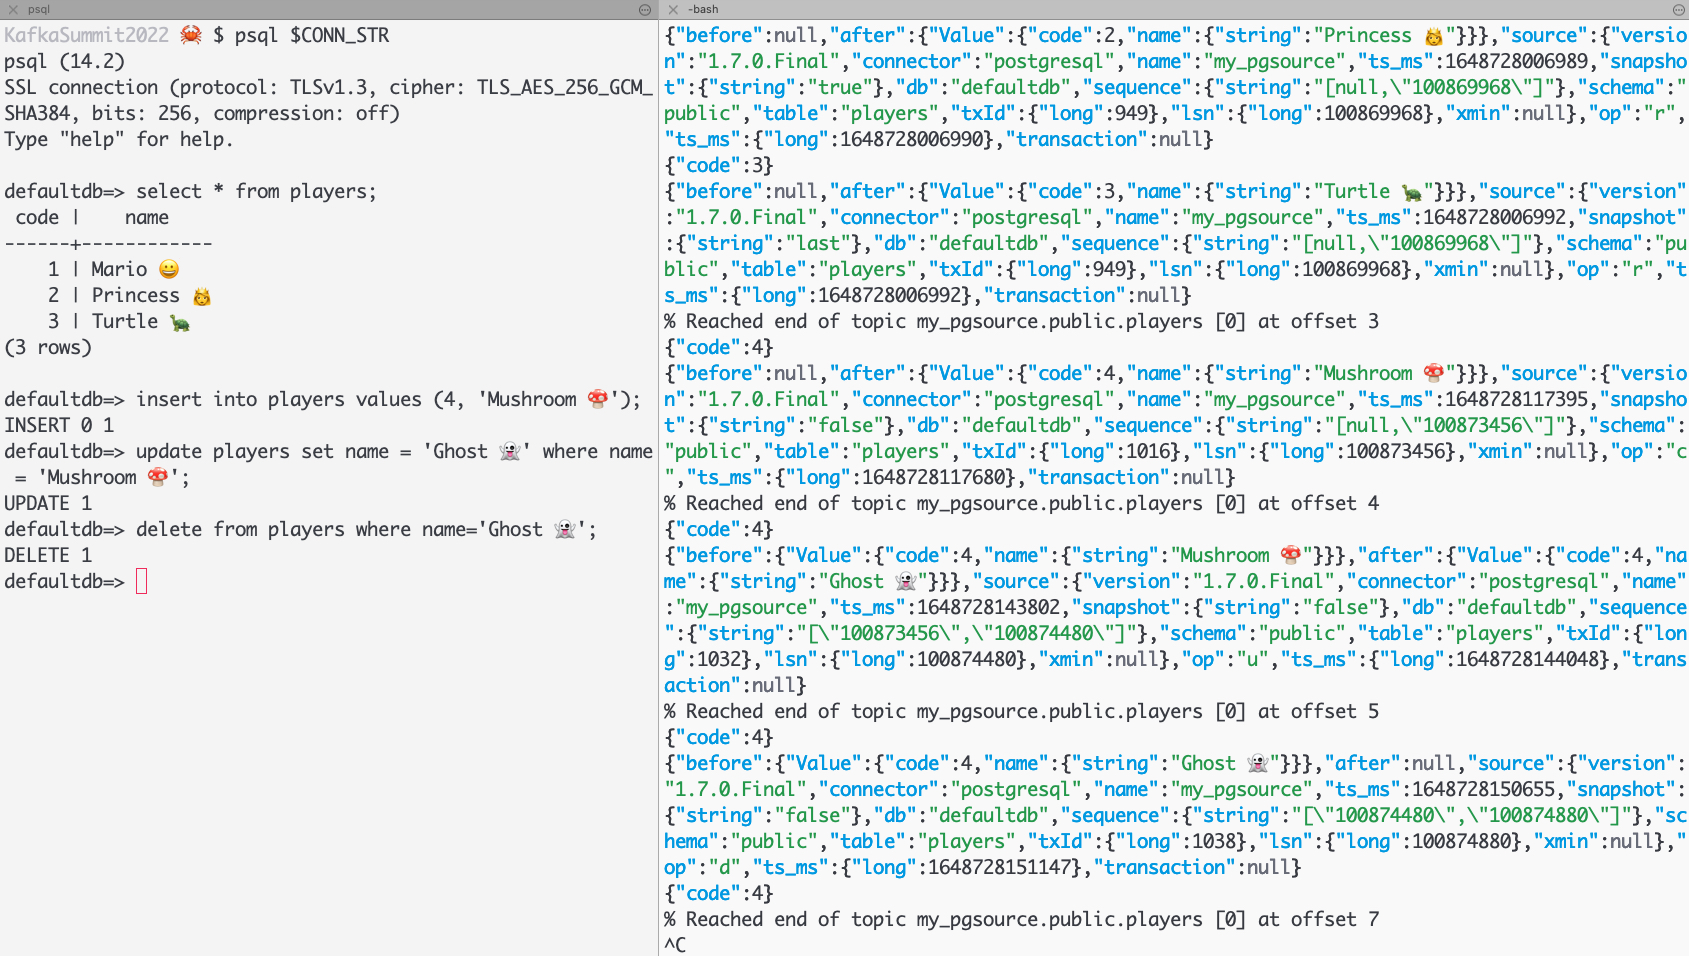 psql
KafkaSummit2022 🦀 $ psql $CONN_STR
psql (14.2)
SSL connection (protocol: TLSv1.3, cipher: TLS_AES_256_GCM_
SHA384, bits: 256, compression: off)
Type "help" for help.
defaultdb=> select * from players;
code |    name
------+------------
1 | Mario 😀
2 | Princess 👸
3 | Turtle 🐢
(3 rows)
defaultdb=> insert into players values (4, 'Mushroom 🍄');
INSERT 0 1
defaultdb=> update players set name = 'Ghost 👻' where name
= 'Mushroom 🍄';
UPDATE 1
defaultdb=> delete from players where name='Ghost 👻';
DELETE 1
defaultdb=>
-bash
{"before":null,"after":{"Value":{"code":2,"name":{"string":"Princess 👸"}}},"source":{"versio
n":"1.7.0.Final","connector":"postgresql","name":"my_pgsource","ts_ms":1648728006989,"snapsho
t":{"string":"true"},"db":"defaultdb","sequence":{"string":"[null,\"100869968\"]"},"schema":"
public","table":"players","txId":{"long":949},"lsn":{"long":100869968},"xmin":null},"op":"r",
"ts_ms":{"long":1648728006990},"transaction":null}
{"code":3}
{"before":null,"after":{"Value":{"code":3,"name":{"string":"Turtle 🐢"}}},"source":{"version"
:"1.7.0.Final","connector":"postgresql","name":"my_pgsource","ts_ms":1648728006992,"snapshot"
:{"string":"last"},"db":"defaultdb","sequence":{"string":"[null,\"100869968\"]"},"schema":"pu
blic","table":"players","txId":{"long":949},"lsn":{"long":100869968},"xmin":null},"op":"r","t
s_ms":{"long":1648728006992},"transaction":null}
% Reached end of topic my_pgsource.public.players [0] at offset 3
{"code":4}
{"before":null,"after":{"Value":{"code":4,"name":{"string":"Mushroom 🍄"}}},"source":{"versio
n":"1.7.0.Final","connector":"postgresql","name":"my_pgsource","ts_ms":1648728117395,"snapsho
t":{"string":"false"},"db":"defaultdb","sequence":{"string":"[null,\"100873456\"]"},"schema":
"public","table":"players","txId":{"long":1016},"lsn":{"long":100873456},"xmin":null},"op":"c
","ts_ms":{"long":1648728117680},"transaction":null}
% Reached end of topic my_pgsource.public.players [0] at offset 4
{"code":4}
{"before":{"Value":{"code":4,"name":{"string":"Mushroom 🍄"}}},"after":{"Value":{"code":4,"na
me":{"string":"Ghost 👻"}}},"source":{"version":"1.7.0.Final","connector":"postgresql","name"
:"my_pgsource","ts_ms":1648728143802,"snapshot":{"string":"false"},"db":"defaultdb","sequence
":{"string":"[\"100873456\",\"100874480\"]"},"schema":"public","table":"players","txId":{"lon
g":1032},"lsn":{"long":100874480},"xmin":null},"op":"u","ts_ms":{"long":1648728144048},"trans
action":null}
% Reached end of topic my_pgsource.public.players [0] at offset 5
{"code":4}
{"before":{"Value":{"code":4,"name":{"string":"Ghost 👻"}}},"after":null,"source":{"version":
"1.7.0.Final","connector":"postgresql","name":"my_pgsource","ts_ms":1648728150655,"snapshot":
{"string":"false"},"db":"defaultdb","sequence":{"string":"[\"100874480\",\"100874880\"]"},"sc
hema":"public","table":"players","txId":{"long":1038},"lsn":{"long":100874880},"xmin":null},"
op":"d","ts_ms":{"long":1648728151147},"transaction":null}
{"code":4}
% Reached end of topic my_pgsource.public.players [0] at offset 7
^C